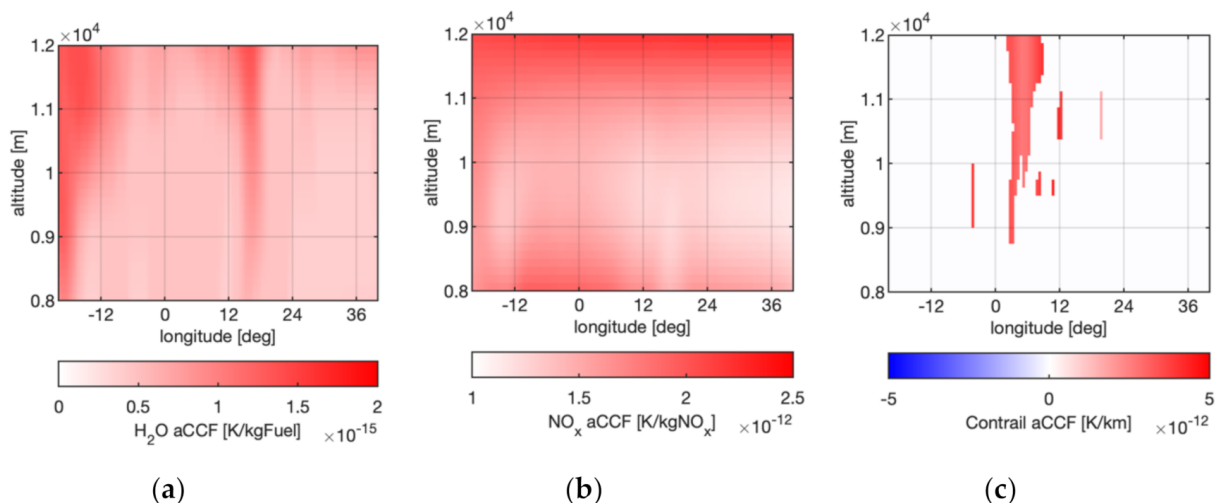 ×10⁴
1.2
1.1
1
0.9
0.8
altitude [m]
-12 0 12 24 36
longitude [deg]
0 0.5 1 1.5 2
H₂O aCCF [K/kgFuel] ×10⁻¹⁵
(a)
×10⁴
1.2
1.1
1
0.9
0.8
altitude [m]
-12 0 12 24 36
longitude [deg]
1 1.5 2 2.5
NOₓ aCCF [K/kgNOₓ] ×10⁻¹²
(b)
×10⁴
1.2
1.1
1
0.9
0.8
altitude [m]
-12 0 12 24 36
longitude [deg]
-5 0 5
Contrail aCCF [K/km] ×10⁻¹²
(c)